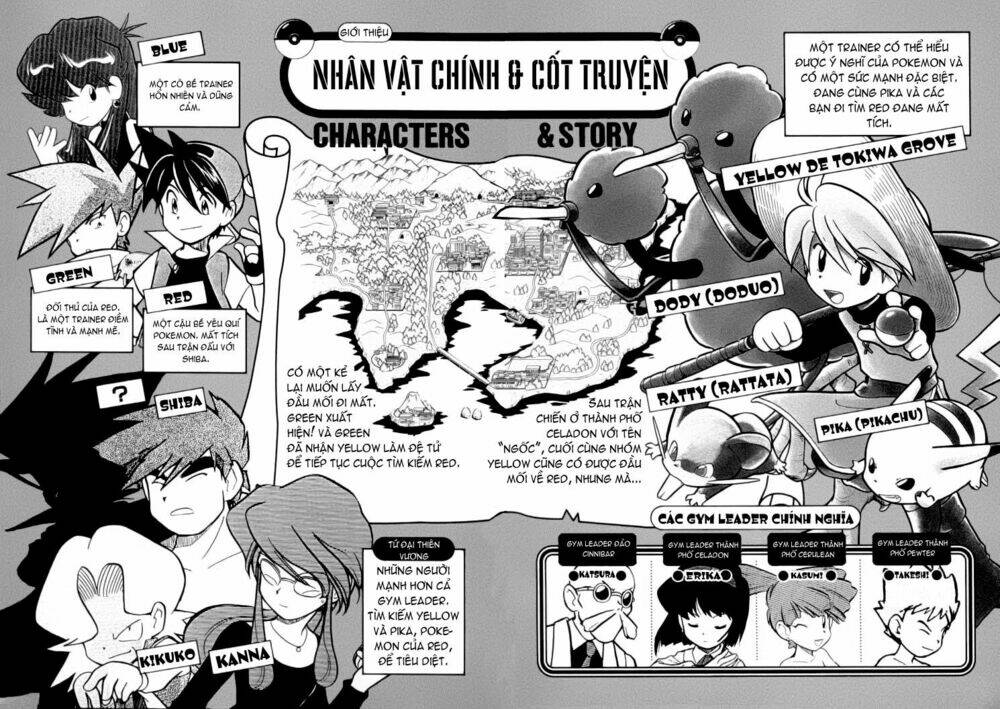 GIỚI THIỆU
NHÂN VẬT CHÍNH & CỐT TRUYỆN
CHARACTERS & STORY
BLUE
MỘT CÔ BÉ TRAINER
HỒN NHIÊN VÀ DŨNG
CẢM.
GREEN
ĐỐI THỦ CỦA RED.
LÀ MỘT TRAINER ĐIỀM
TĨNH VÀ MẠNH MẼ.
RED
MỘT CẬU BÉ YÊU QUÍ
POKEMON. MẤT TÍCH
SAU TRẬN ĐẤU VỚI
SHIBA.
MỘT TRAINER CÓ THỂ HIỂU
ĐƯỢC Ý NGHĨ CỦA POKEMON VÀ
CÓ MỘT SỨC MẠNH ĐẶC BIỆT.
ĐANG CÙNG PIKA VÀ CÁC
BẠN ĐI TÌM RED ĐANG MẤT
TÍCH.
YELLOW DE TOKIWA GROVE
DODY (DODUO)
RATTY (RATTATA)
PIKA (PIKACHU)
SAU TRẬN
CHIẾN Ở THÀNH PHỐ
CELADON VỚI TÊN
"NGỐC", CUỐI CÙNG NHÓM
YELLOW CŨNG CÓ ĐƯỢC ĐẦU
MỐI VỀ RED, NHƯNG MÀ...
CÓ MỘT KẺ
LẠI MUỐN LẤY
ĐẦU MỐI ĐI MẤT.
GREEN XUẤT
HIỆN! VÀ GREEN
ĐÃ NHẬN YELLOW LÀM ĐỆ TỬ
ĐỂ TIẾP TỤC CUỘC TÌM KIẾM RED.
?
SHIBA
KIKUKO
KANNA
TỨ ĐẠI THIÊN
VƯƠNG
NHỮNG NGƯỜI
MẠNH HƠN CẢ
GYM LEADER.
TÌM KIẾM YELLOW
VÀ PIKA, POKE-
MON CỦA RED,
ĐỂ TIÊU DIỆT.
CÁC GYM LEADER CHÍNH NGHĨA
GYM LEADER ĐẢO
CINNIBAR
KATSURA
GYM LEADER THÀNH
PHỐ CELADON
ERIKA
GYM LEADER THÀNH
PHỐ CERULEAN
KASUMI
GYM LEADER THÀNH
PHỐ PEWTER
TAKESHI